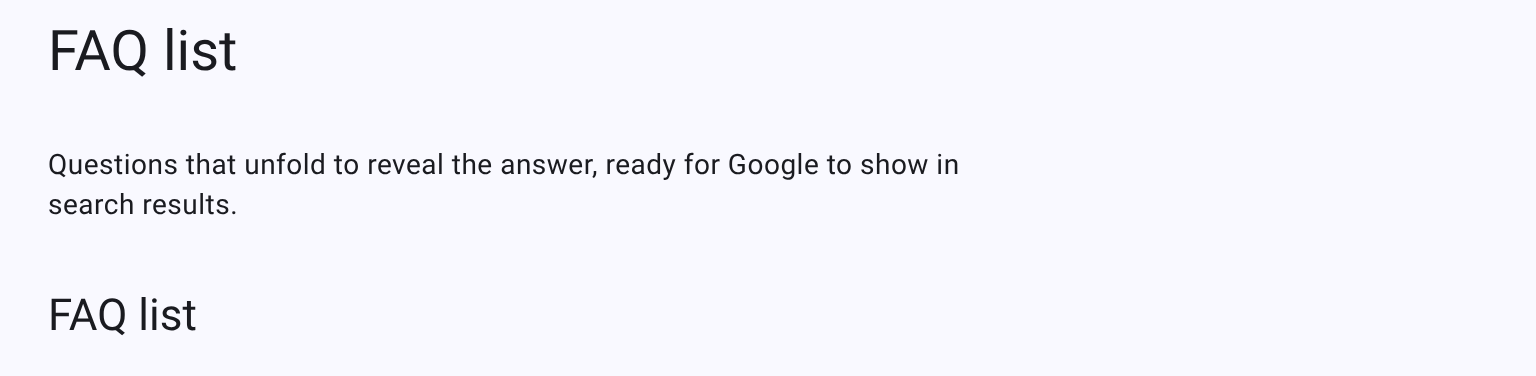 FAQ list
Questions that unfold to reveal the answer, ready for Google to show in
search results.
FAQ list